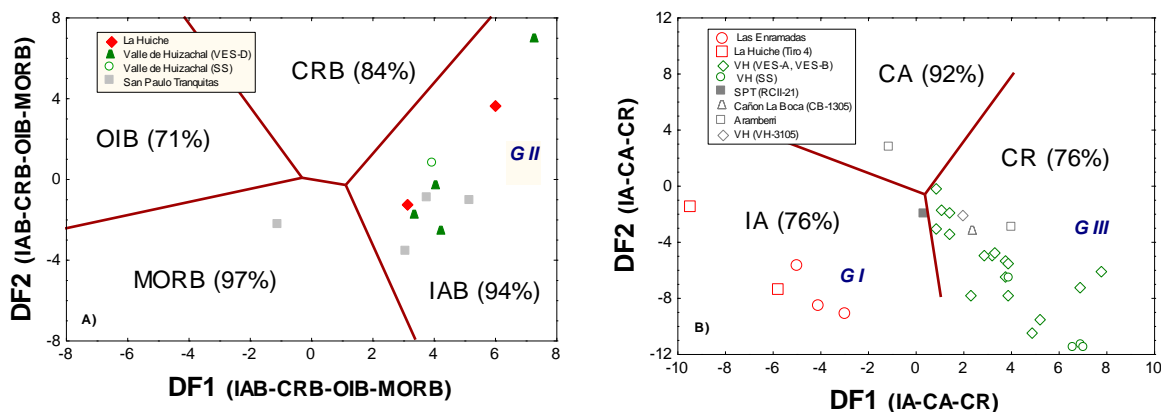 8
4
0
-4
-8
-8
-6
-4
-2
0
2
4
6
8
DF2 (IAB-CRB-OIB-MORB)
DF1 (IAB-CRB-OIB-MORB)
La Huiche
Valle de Huizachal (VES-D)
Valle de Huizachal (SS)
San Paulo Tranquitas
CRB (84%)
OIB (71%)
G II
MORB (97%)
IAB (94%)
A)
12
8
4
0
-4
-8
-12
-10
-8
-6
-4
-2
0
2
4
6
8
10
DF2 (IA-CA-CR)
DF1 (IA-CA-CR)
Las Enramadas
La Huiche (Tiro 4)
VH (VES-A, VES-B)
VH (SS)
SPT (RCII-21)
Cañon La Boca (CB-1305)
Aramberri
VH (VH-3105)
CA (92%)
CR (76%)
IA (76%)
G I
G III
B)